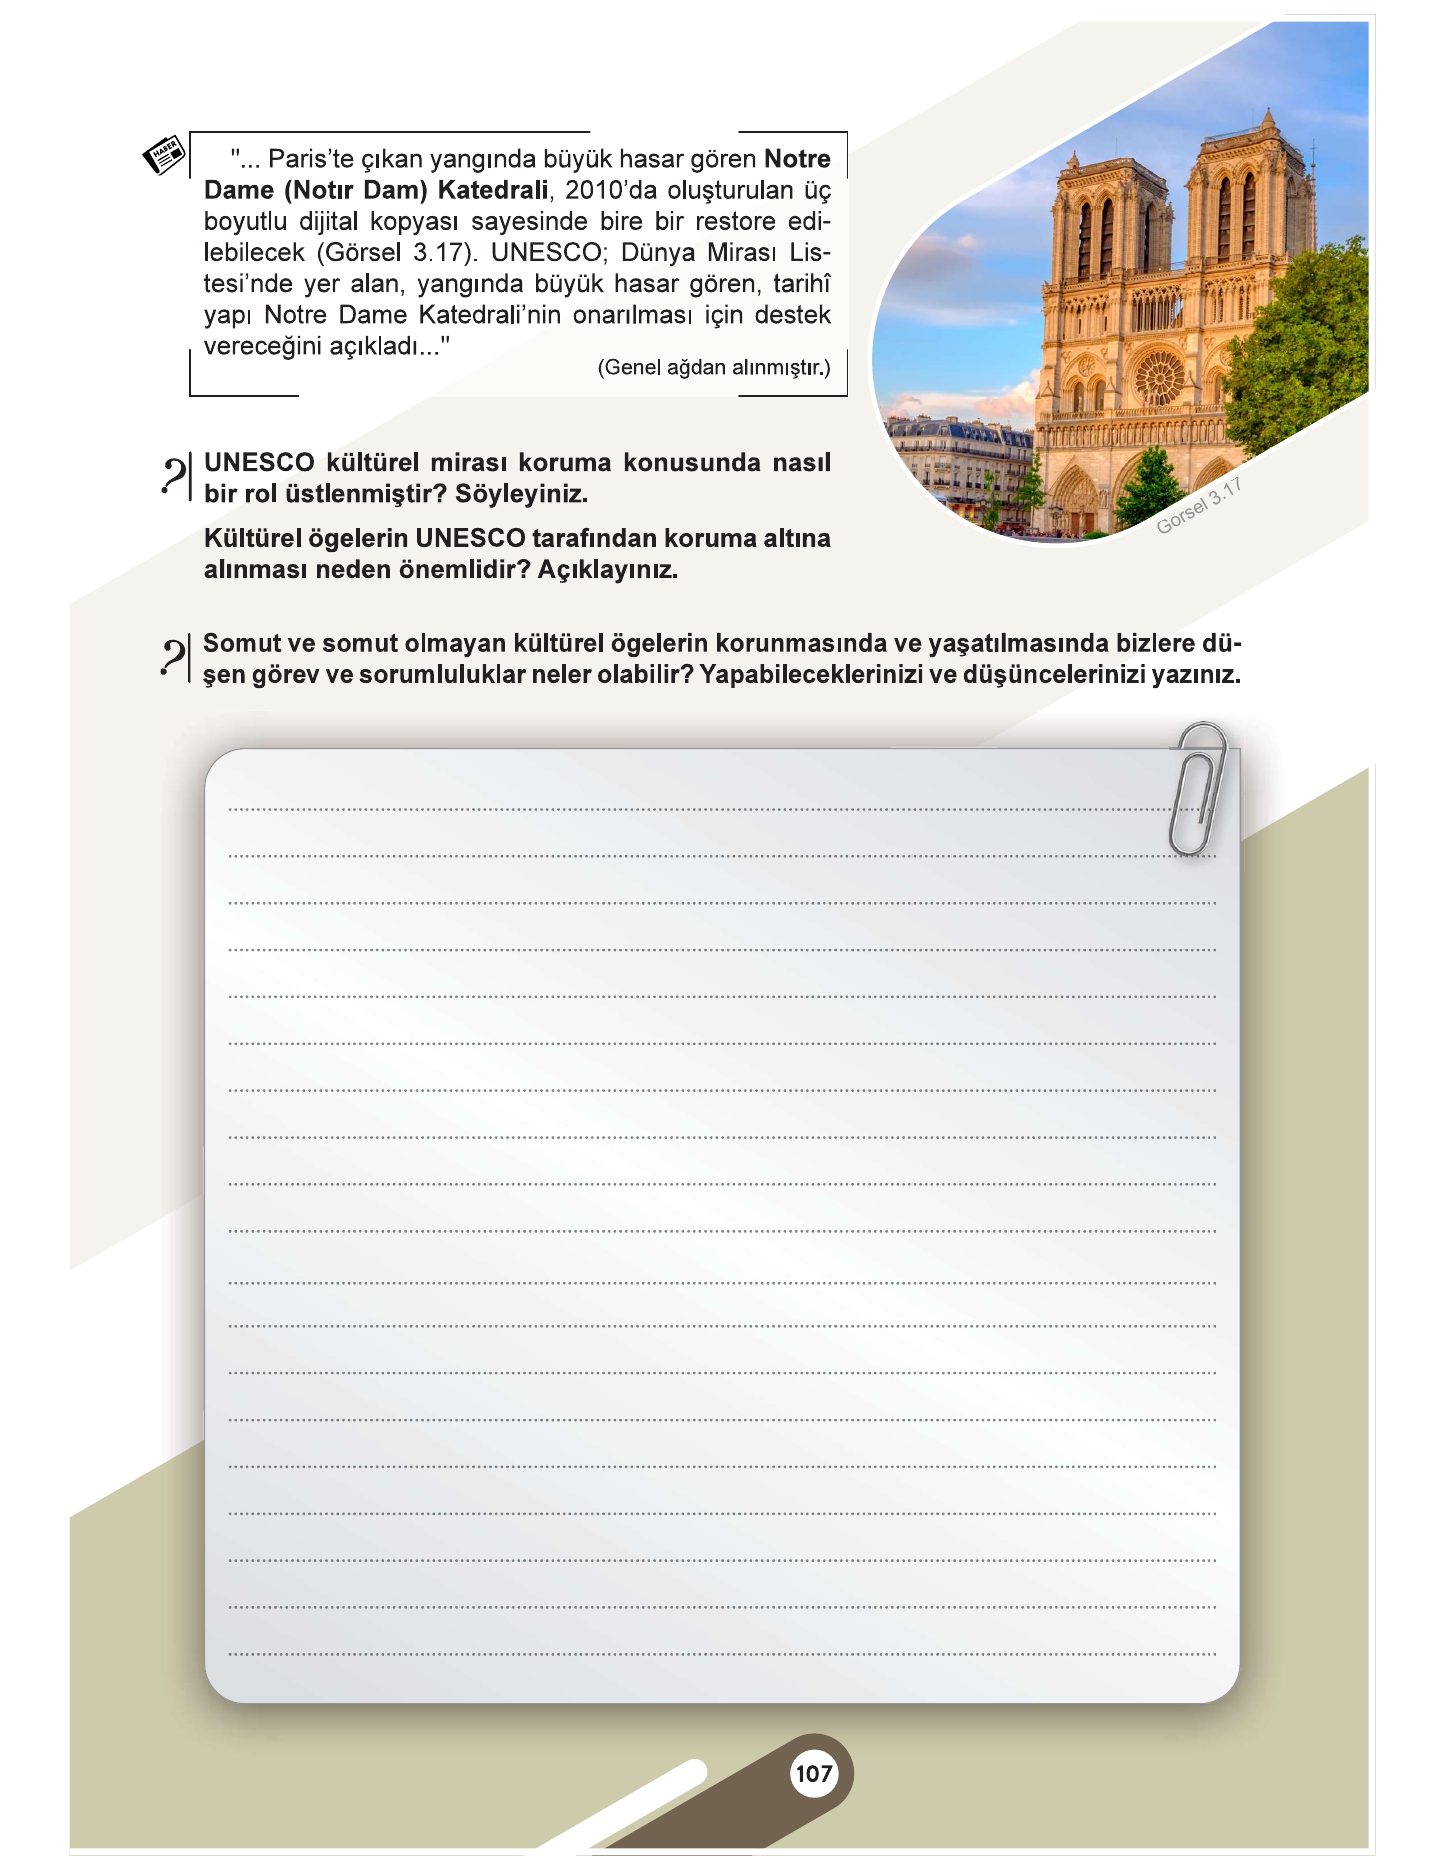 HABER
"... Paris’te çıkan yangında büyük hasar gören Notre
Dame (Notır Dam) Katedrali, 2010’da oluşturulan üç
boyutlu dijital kopyası sayesinde bire bir restore edi-
lebilecek (Görsel 3.17). UNESCO; Dünya Mirası Lis-
tesi’nde yer alan, yangında büyük hasar gören, tarihî
yapı Notre Dame Katedrali’nin onarılması için destek
vereceğini açıkladı..."
(Genel ağdan alınmıştır.)
Görsel 3.17
? UNESCO kültürel mirası koruma konusunda nasıl
bir rol üstlenmiştir? Söyleyiniz.
Kültürel ögelerin UNESCO tarafından koruma altına
alınması neden önemlidir? Açıklayınız.
? Somut ve somut olmayan kültürel ögelerin korunmasında ve yaşatılmasında bizlere dü-
şen görev ve sorumluluklar neler olabilir? Yapabileceklerinizi ve düşüncelerinizi yazınız.
107